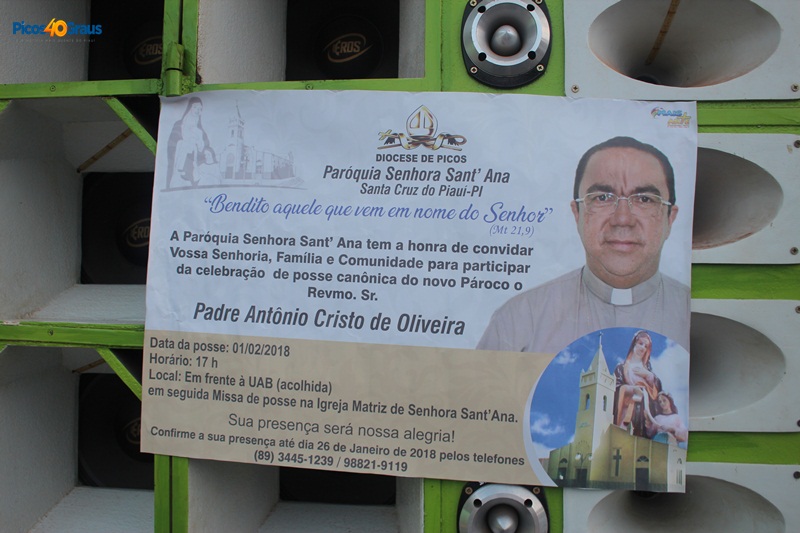 Picos40Graus
EROS
EROS
DIOCESE DE PICOS
Paróquia Senhora Sant' Ana
Santa Cruz do Piauí-PI
"Bendito aquele que vem em nome do Senhor"
(Mt 21,9)
A Paróquia Senhora Sant' Ana tem a honra de convidar
Vossa Senhoria, Família e Comunidade para participar
da celebração de posse canônica do novo Pároco o
Revmo. Sr.
Padre Antônio Cristo de Oliveira
Data da posse: 01/02/2018
Horário: 17 h
Local: Em frente à UAB (acolhida)
em seguida Missa de posse na Igreja Matriz de Senhora Sant'Ana.
Sua presença será nossa alegria!
Confirme a sua presença até dia 26 de Janeiro de 2018 pelos telefones
(89) 3445-1239 / 98821-9119